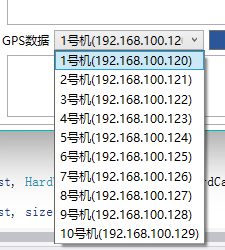 GPS数据 1号机(192.168.100.12
1号机(192.168.100.120)
2号机(192.168.100.121)
3号机(192.168.100.122)
4号机(192.168.100.123)
5号机(192.168.100.124)
6号机(192.168.100.125)
7号机(192.168.100.126)
8号机(192.168.100.127)
9号机(192.168.100.128)
10号机(192.168.100.129)
st, Hard
rdCa
st, size